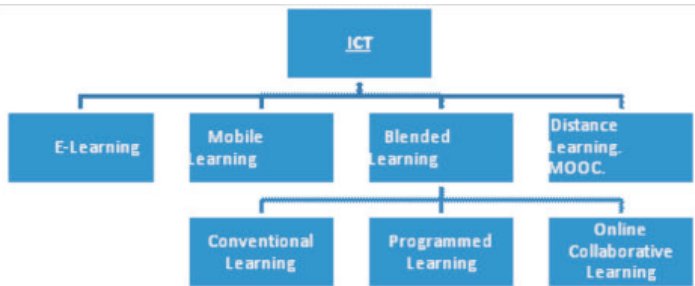 ICT
E-Learning
Mobile
Learning
Blended
Learning
Distance
Learning.
MOOC.
Conventional
Learning
Programmed
Learning
Online
Collaborative
Learning